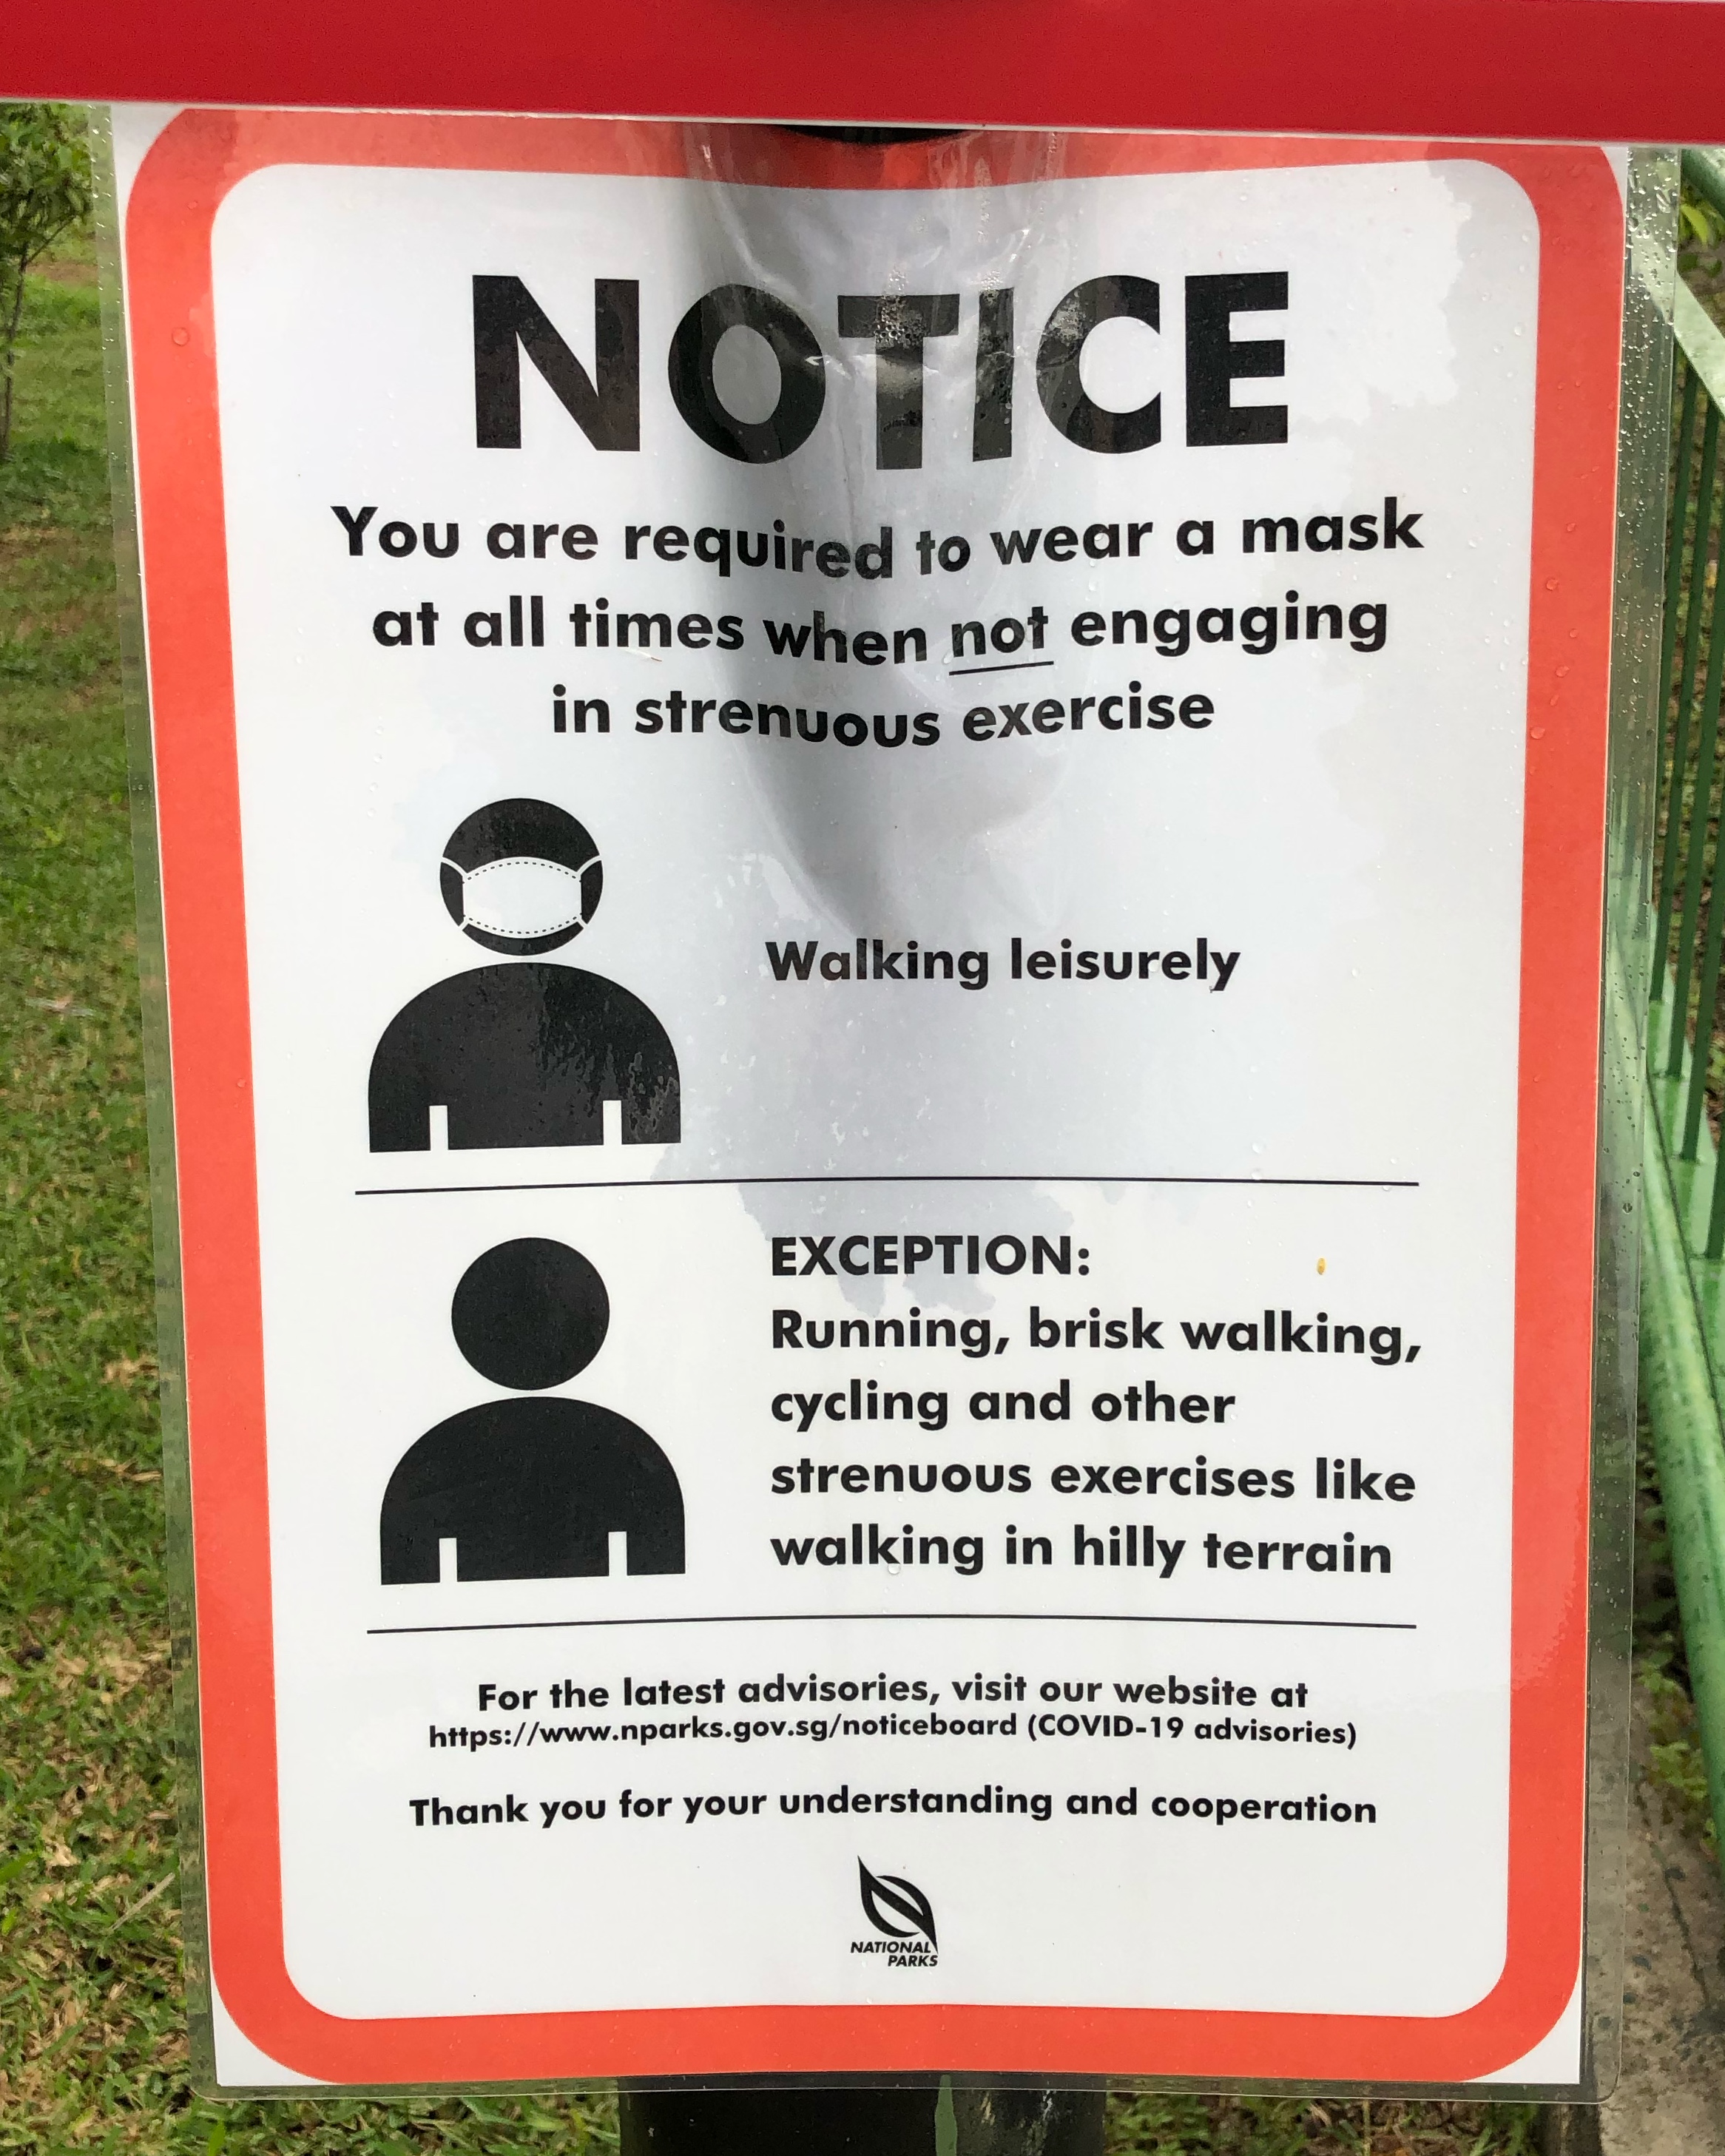 NOTICE
You are required to wear a mask
at all times when not engaging
in strenuous exercise
Walking leisurely
EXCEPTION:
Running, brisk walking,
cycling and other
strenuous exercises like
walking in hilly terrain
For the latest advisories, visit our website at
https://www.nparks.gov.sg/noticeboard (COVID-19 advisories)
Thank you for your understanding and cooperation
NATIONAL
PARKS